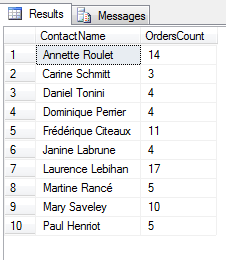 Results Messages
ContactName OrdersCount
1 Annette Roulet 14
2 Carine Schmitt 3
3 Daniel Tonini 4
4 Dominique Perrier 4
5 Frédérique Citeaux 11
6 Janine Labrune 4
7 Laurence Lebihan 17
8 Martine Rancé 5
9 Mary Saveley 10
10 Paul Henriot 5